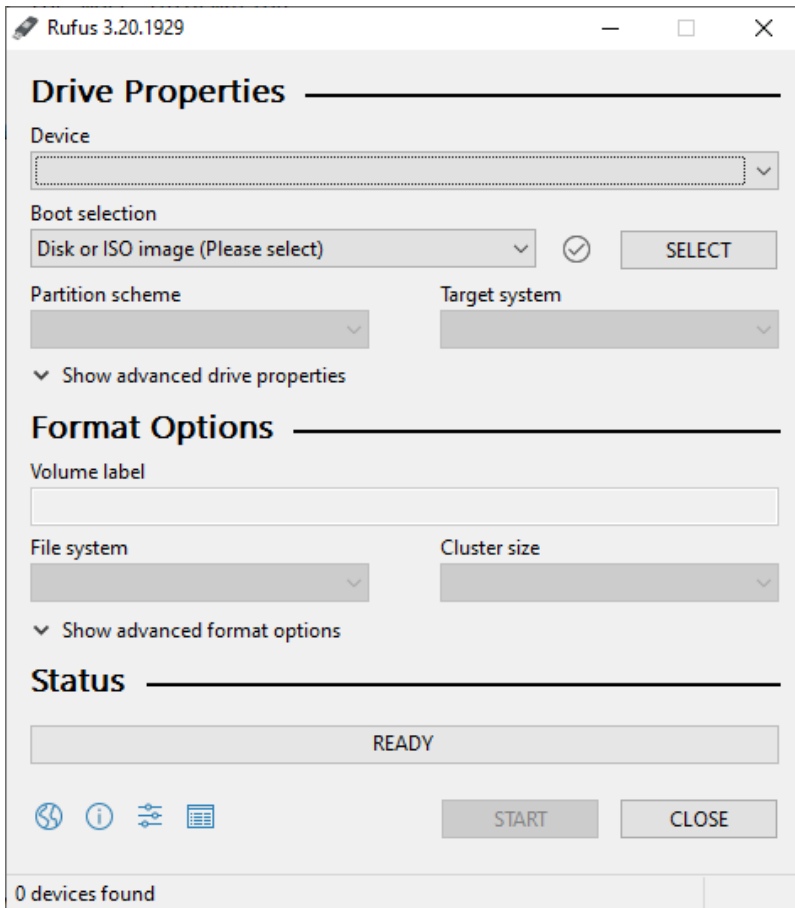 Rufus 3.20.1929
Drive Properties
Device
Boot selection
Disk or ISO image (Please select)
SELECT
Partition scheme
Target system
Show advanced drive properties
Format Options
Volume label
File system
Cluster size
Show advanced format options
Status
READY
START
CLOSE
0 devices found